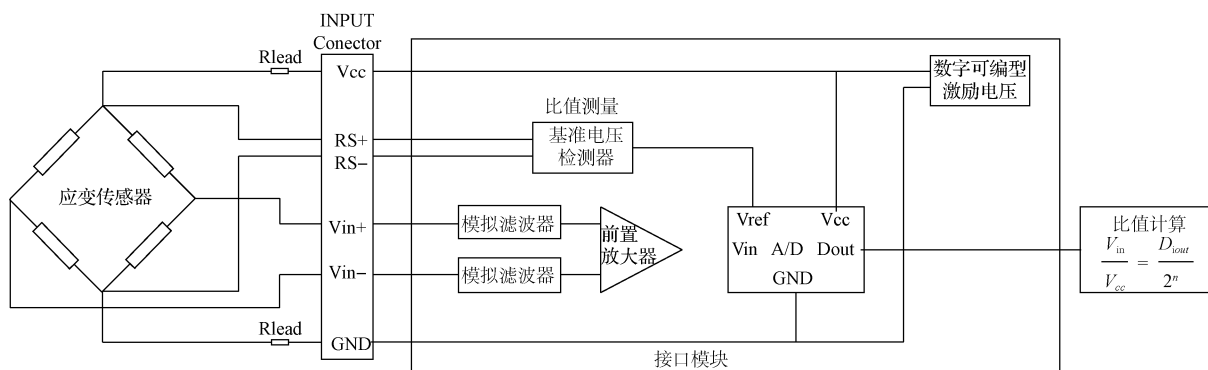 INPUT
Conector
Rlead
Vcc
数字可编型
激励电压
比值测量
RS+
RS−
基准电压
检测器
应变传感器
Vin+
模拟滤波器
前置
放大器
Vref
Vcc
Vin
A/D
Dout
GND
比值计算
V_in / V_cc = D_iout / 2^n
Vin−
模拟滤波器
Rlead
GND
接口模块